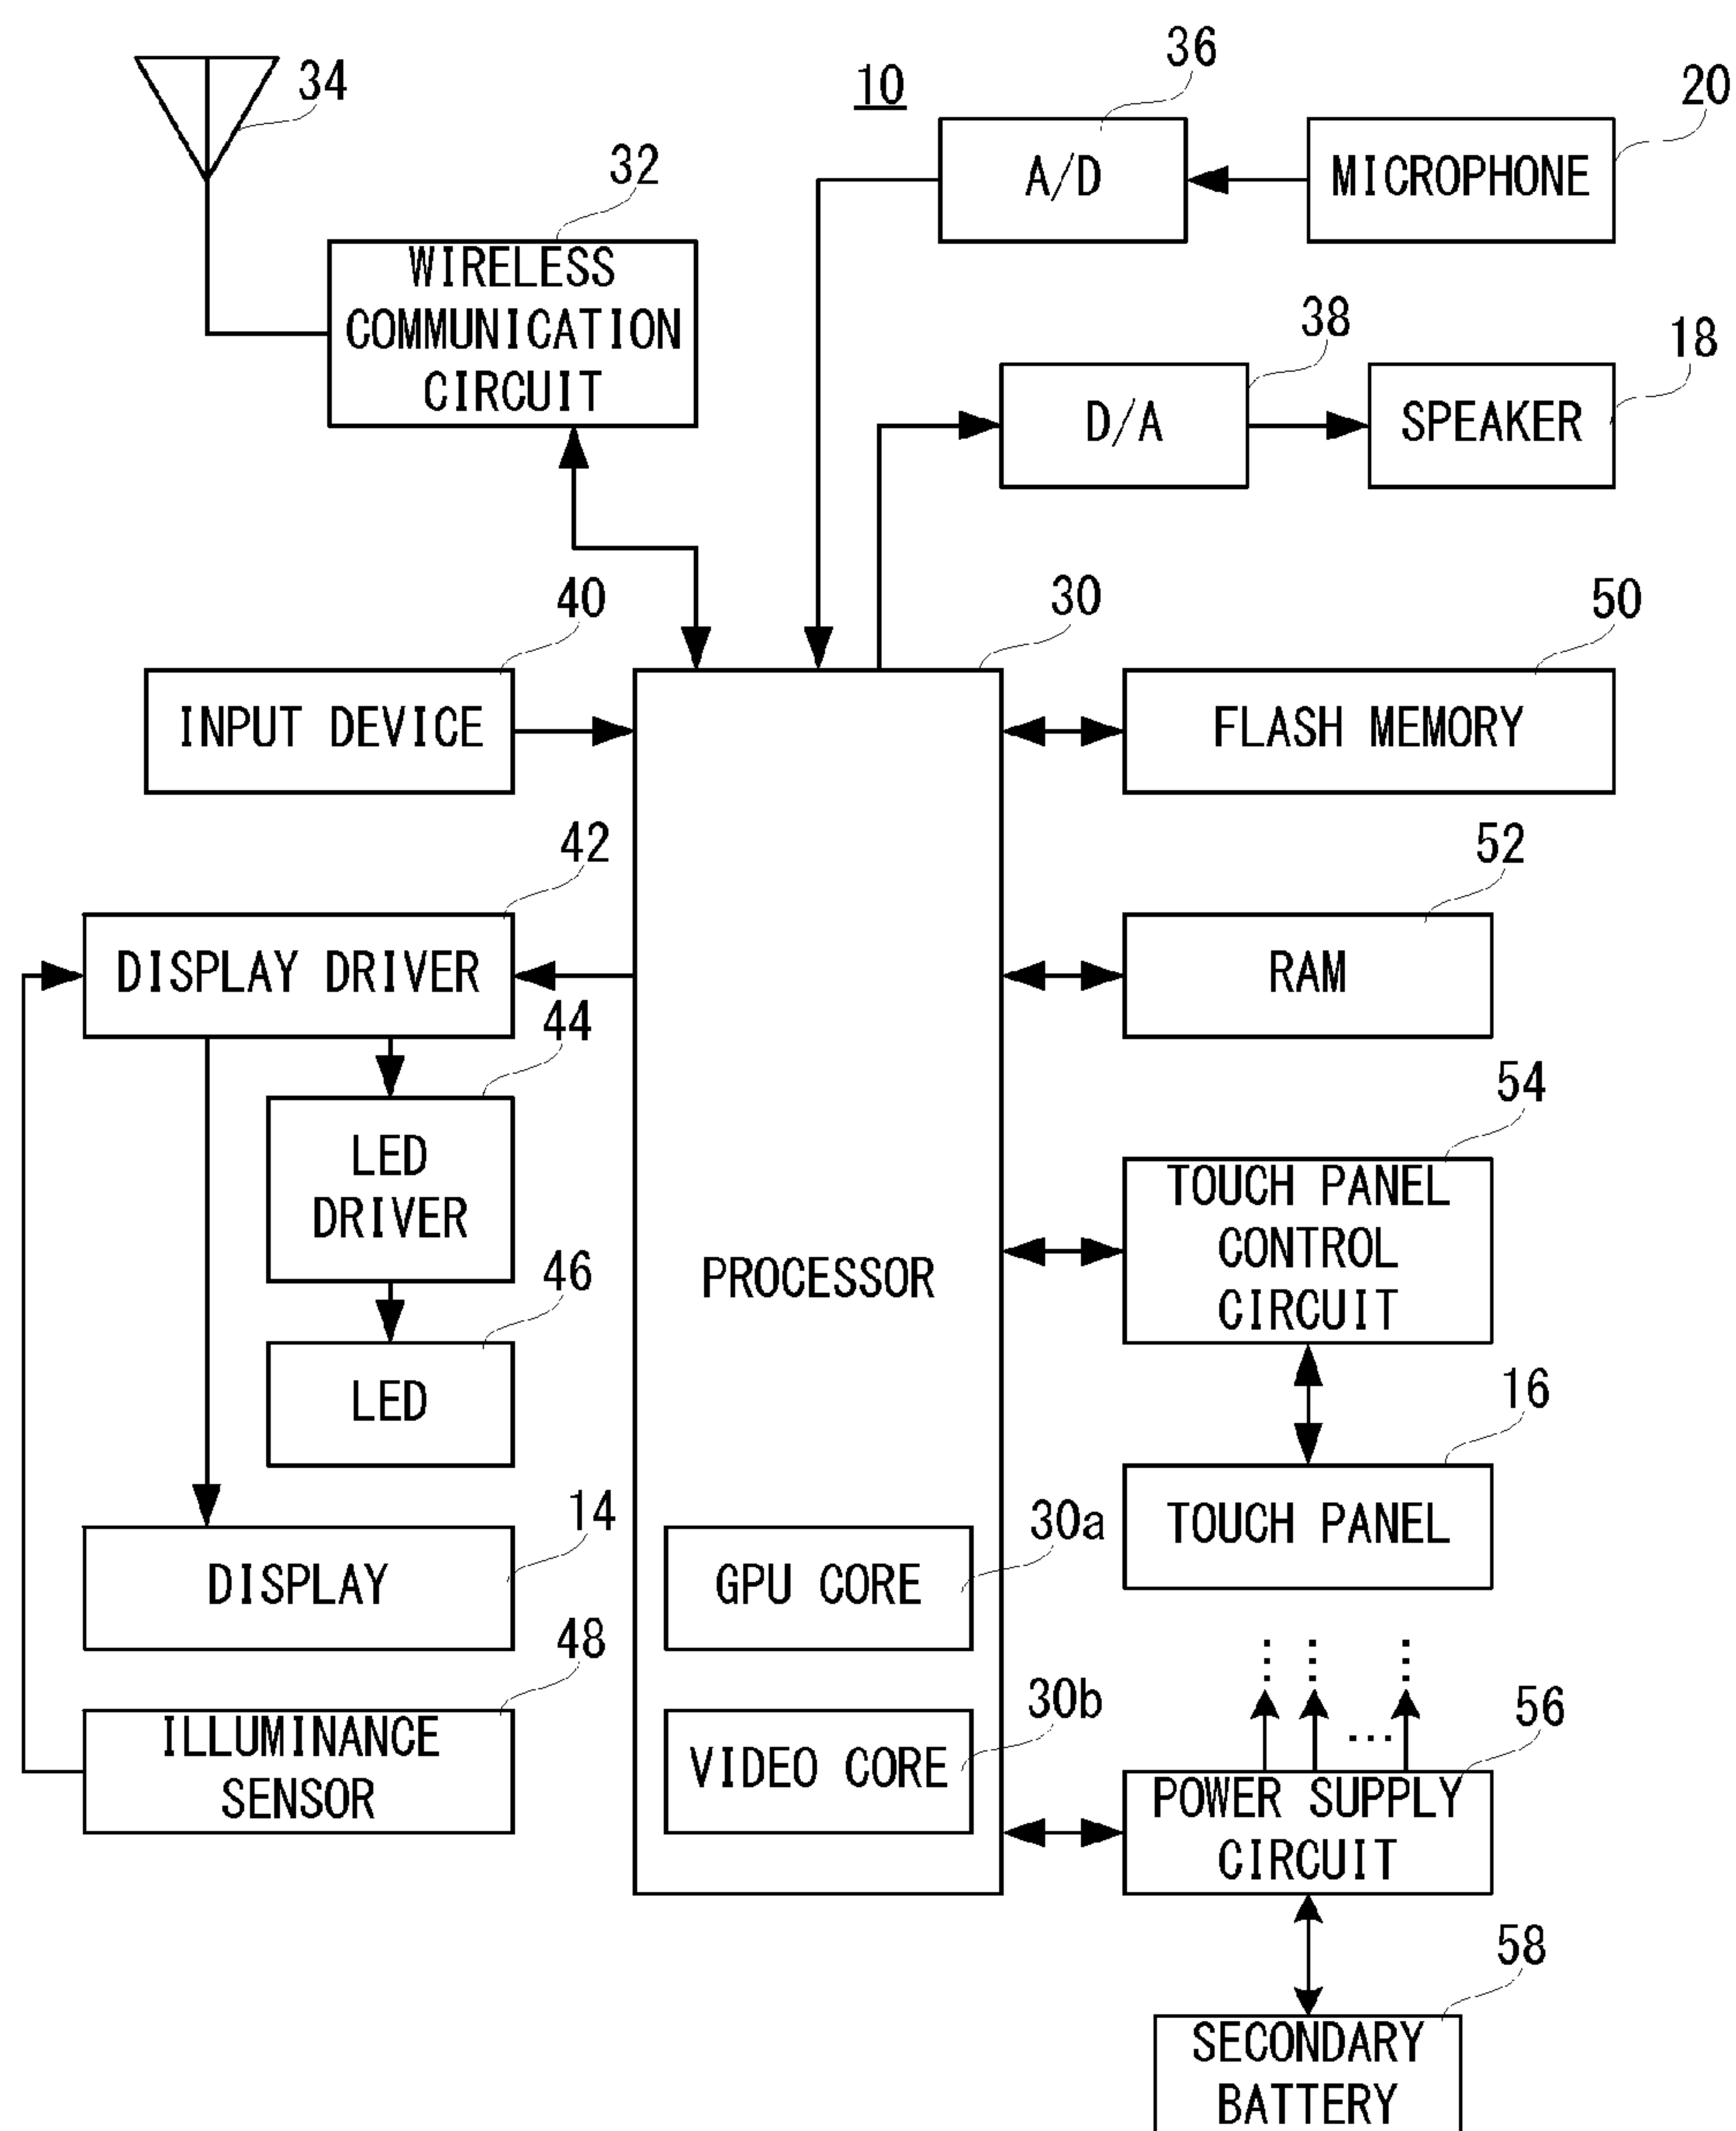 34
10
36
20
A/D
MICROPHONE
32
WIRELESS
COMMUNICATION
CIRCUIT
38
18
D/A
SPEAKER
40
30
50
INPUT DEVICE
FLASH MEMORY
42
52
DISPLAY DRIVER
RAM
44
54
LED
DRIVER
TOUCH PANEL
CONTROL
CIRCUIT
PROCESSOR
46
LED
16
14
30a
TOUCH PANEL
DISPLAY
GPU CORE
48
30b
56
ILLUMINANCE
SENSOR
VIDEO CORE
POWER SUPPLY
CIRCUIT
58
SECONDARY
BATTERY